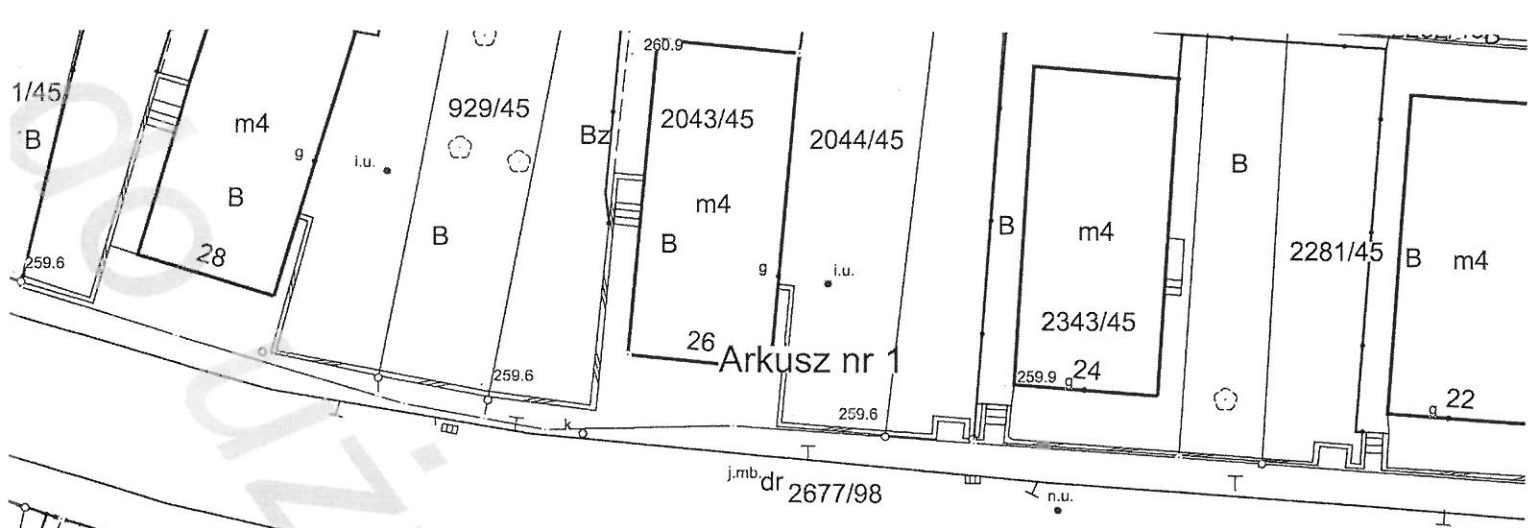 260.9
1/45
929/45
2043/45
m4
Bz
2044/45
B
g
i.u.
B
B
m4
B
m4
B
B
28
259.6
B
g
i.u.
2281/45
B
m4
2343/45
26
Arkusz nr 1
259.6
259.9
g
24
22
g
259.6
k
j.mb.
dr
2677/98
n.u.